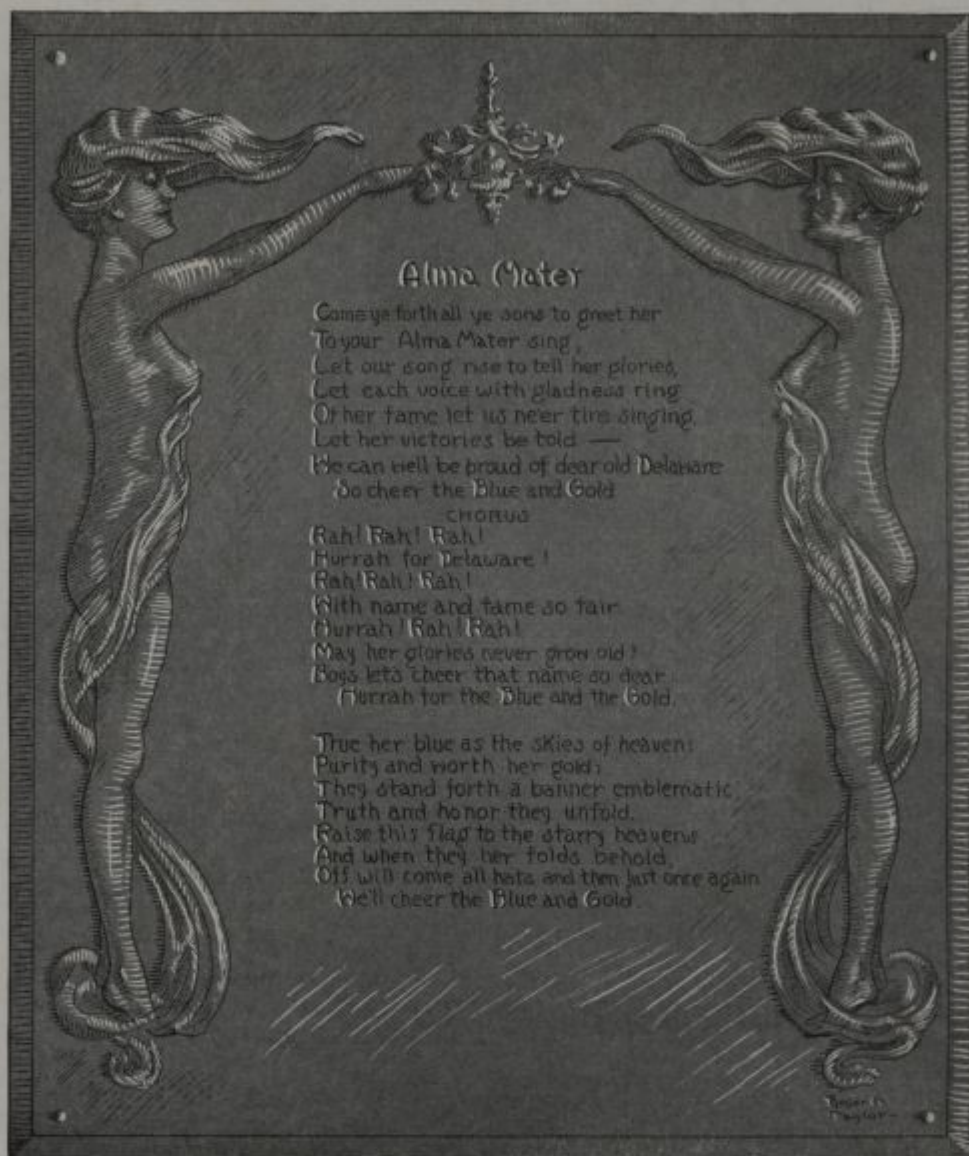 Alma Mater
Come ye forth all ye sons to greet her
To your Alma Mater sing,
Let our song rise to tell her glories,
Let each voice with gladness ring
Of her fame let us ne'er tire singing,
Let her victories be told —
We can well be proud of dear old Delaware
So cheer the Blue and Gold
CHORUS
Rah! Rah! Rah!
Hurrah for Delaware!
Rah! Rah! Rah!
With name and fame so fair
Hurrah! Rah! Rah!
May her glories never grow old!
Boys lets cheer that name so dear
Hurrah for the Blue and the Gold.
True her blue as the skies of heaven;
Purity and worth her gold;
They stand forth a banner emblematic
Truth and honor they unfold.
Raise this flag to the starry heavens
And when they her folds behold,
Off will come all hats and then just once again
We'll cheer the Blue and Gold
Taylor